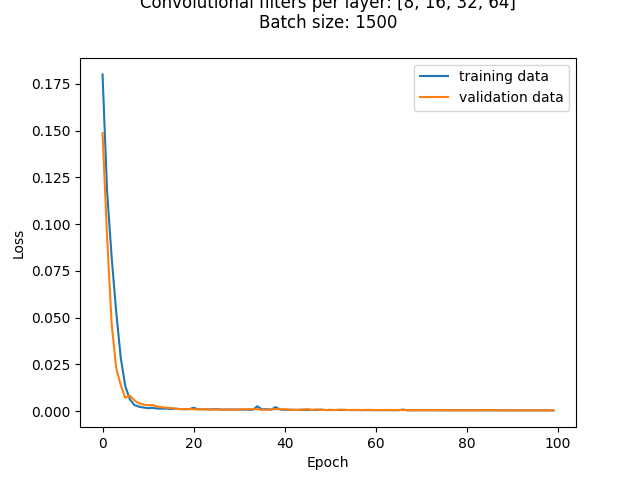 Convolutional filters per layer: [8, 16, 32, 64]
Batch size: 1500
training data
validation data
0.175
0.150
0.125
0.100
0.075
0.050
0.025
0.000
Loss
0 20 40 60 80 100
Epoch